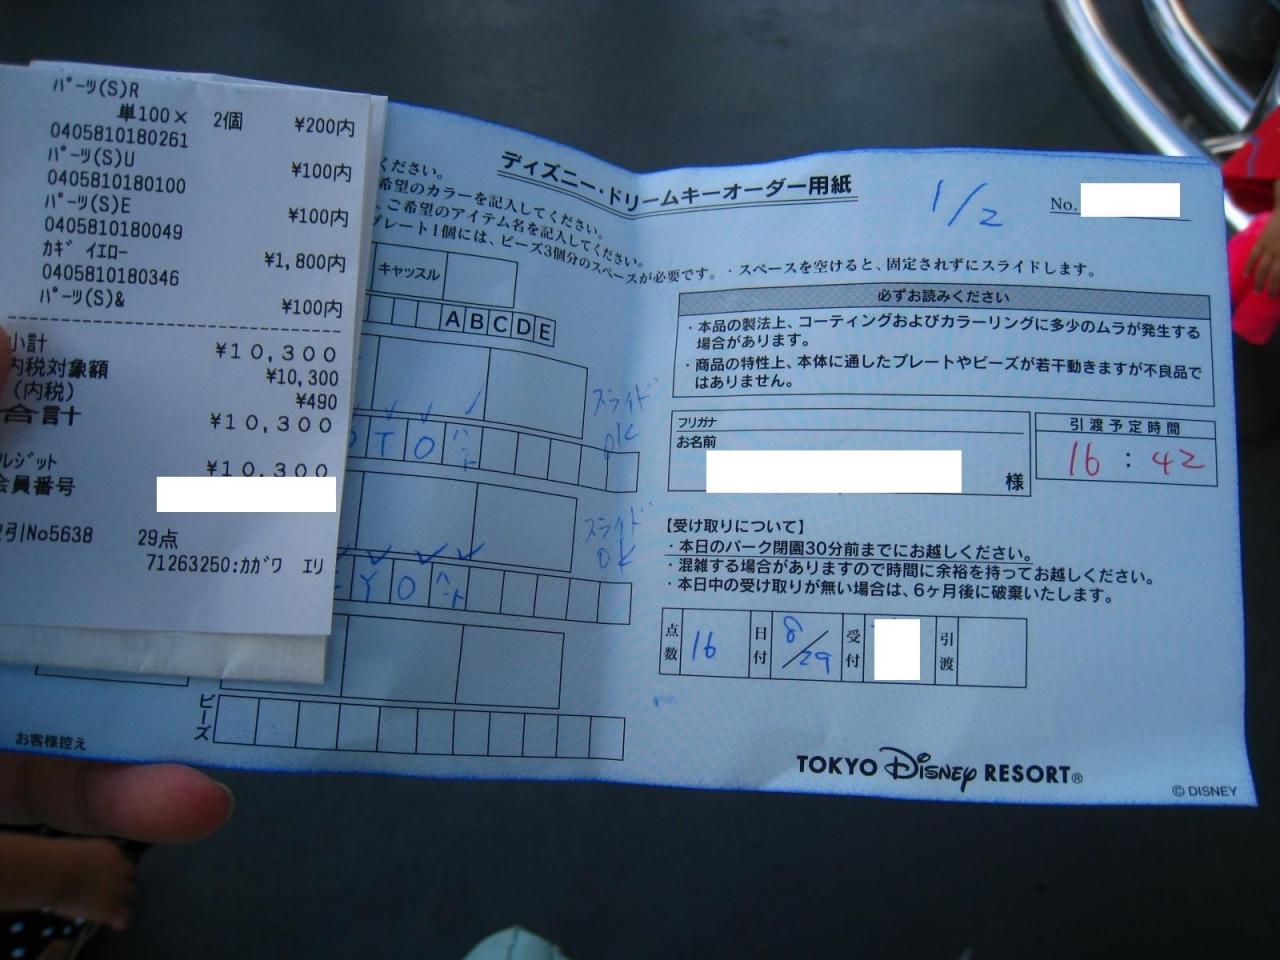 パーツ(S)R
単100× 2個 ¥200内
0405810180261
パーツ(S)U ¥100内
0405810180100
パーツ(S)E ¥100内
0405810180049
カギ イエロー ¥1,800内
0405810180346
パーツ(S)& ¥100内
小計 ¥10,300
内税対象額 ¥10,300
(内税) ¥490
合計 ¥10,300
レジット ¥10,300
会員番号
引No5638 29点
71263250:カガワ エリ
ディズニー・ドリームキーオーダー用紙
1/2
No.
ください。
希望のカラーを記入してください。
ご希望のアイテム名を記入してください。
プレート1個には、ビーズ3個分のスペースが必要です。・スペースを空けると、固定されずにスライドします。
キャッスル
A B C D E
スライド
OK
T O ハート
スライド
OK
Y O ハート
ビーズ
お客様控え
必ずお読みください
・本品の製法上、コーティングおよびカラーリングに多少のムラが発生する
場合があります。
・商品の特性上、本体に通したプレートやビーズが若干動きますが不良品で
はありません。
フリガナ
お名前
様
引渡予定時間
16:42
【受け取りについて】
・本日のパーク閉園30分前までにお越しください。
・混雑する場合がありますので時間に余裕を持ってお越しください。
・本日中の受け取りが無い場合は、6ヶ月後に破棄いたします。
点数 16 日付 8/29 受付 引渡
TOKYO Disney RESORT®
© DISNEY